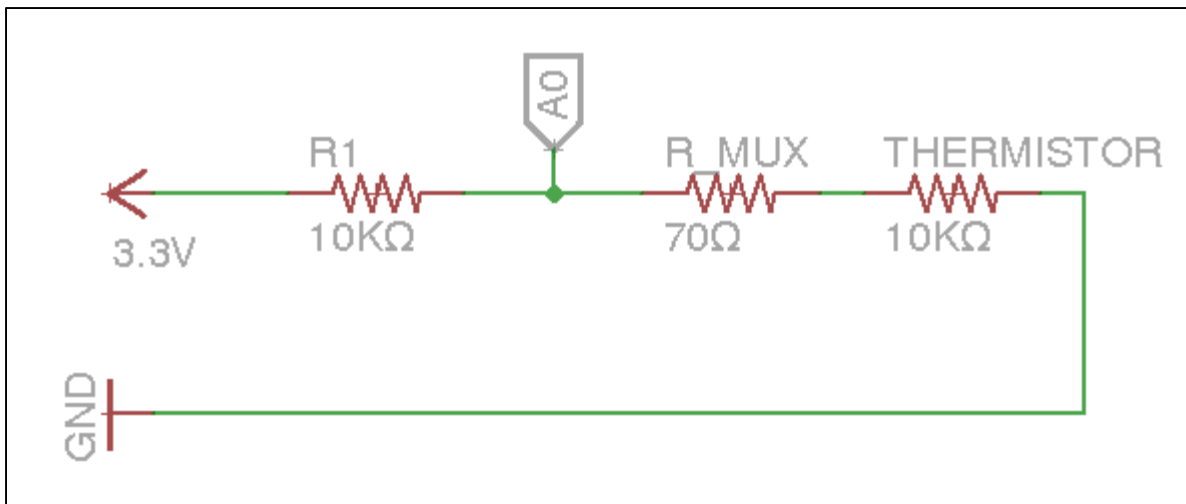 A0
R1
R_MUX
THERMISTOR
10KΩ
70Ω
10KΩ
3.3V
GND